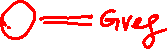 O = Greg